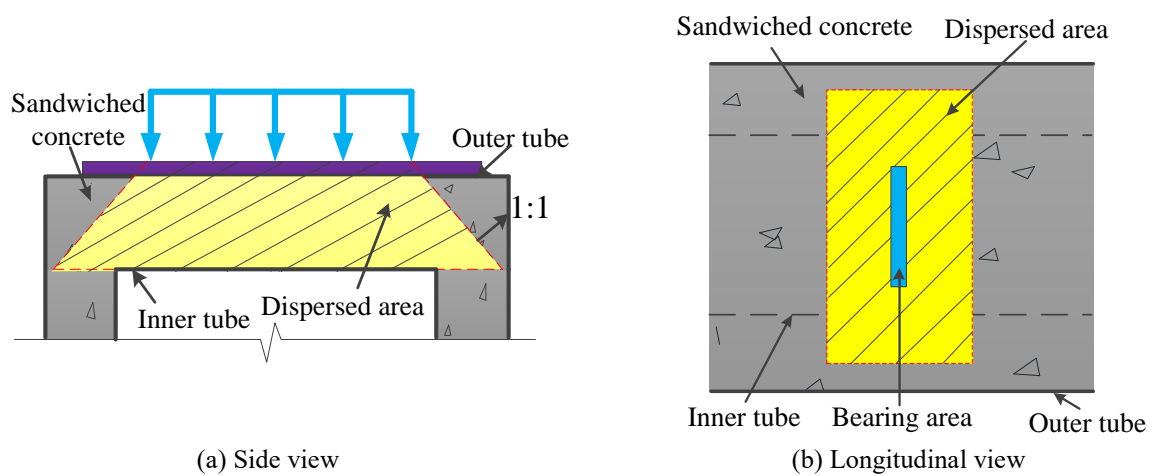 Sandwiched
concrete
Outer tube
1:1
Inner tube
Dispersed area
(a) Side view
Sandwiched concrete
Dispersed area
Inner tube
Bearing area
Outer tube
(b) Longitudinal view